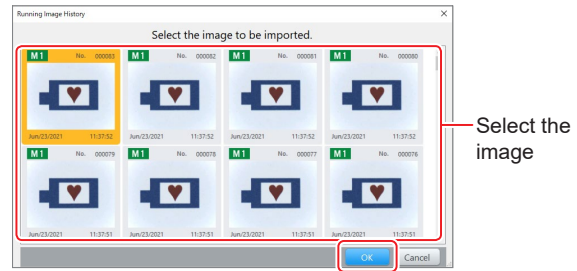 Running Image History
Select the image to be imported.
M1 No. 000083
M1 No. 000082
M1 No. 000081
M1 No. 000080
Jun/23/2021 11:37:52
Jun/23/2021 11:37:52
Jun/23/2021 11:37:52
Jun/23/2021 11:37:52
M1 No. 000079
M1 No. 000078
M1 No. 000077
M1 No. 000076
Jun/23/2021 11:37:51
Jun/23/2021 11:37:51
Jun/23/2021 11:37:51
Jun/23/2021 11:37:51
OK Cancel
Select the
image